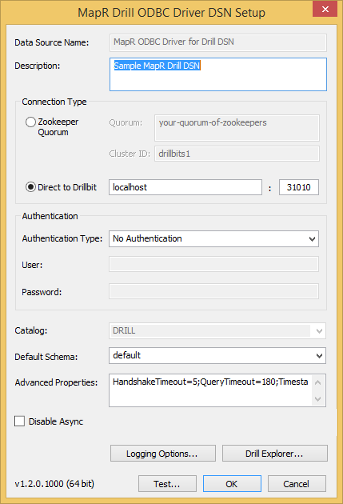 MapR Drill ODBC Driver DSN Setup
Data Source Name: MapR ODBC Driver for Drill DSN
Description: Sample MapR Drill DSN
Connection Type
Zookeeper Quorum Quorum: your-quorum-of-zookeepers
Cluster ID: drillbits1
Direct to Drillbit localhost : 31010
Authentication
Authentication Type: No Authentication
User:
Password:
Catalog: DRILL
Default Schema: default
Advanced Properties: HandshakeTimeout=5;QueryTimeout=180;Timesta
Disable Async
Logging Options... Drill Explorer...
v1.2.0.1000 (64 bit) Test... OK Cancel